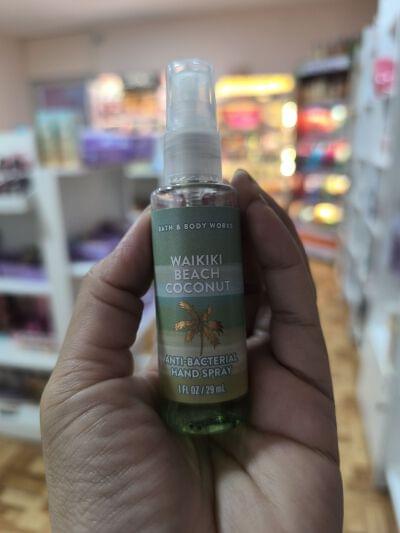 BATH & BODY WORKS
WAIKIKI
BEACH
COCONUT
ANTI-BACTERIAL
HAND SPRAY
1 FL OZ / 29 mL